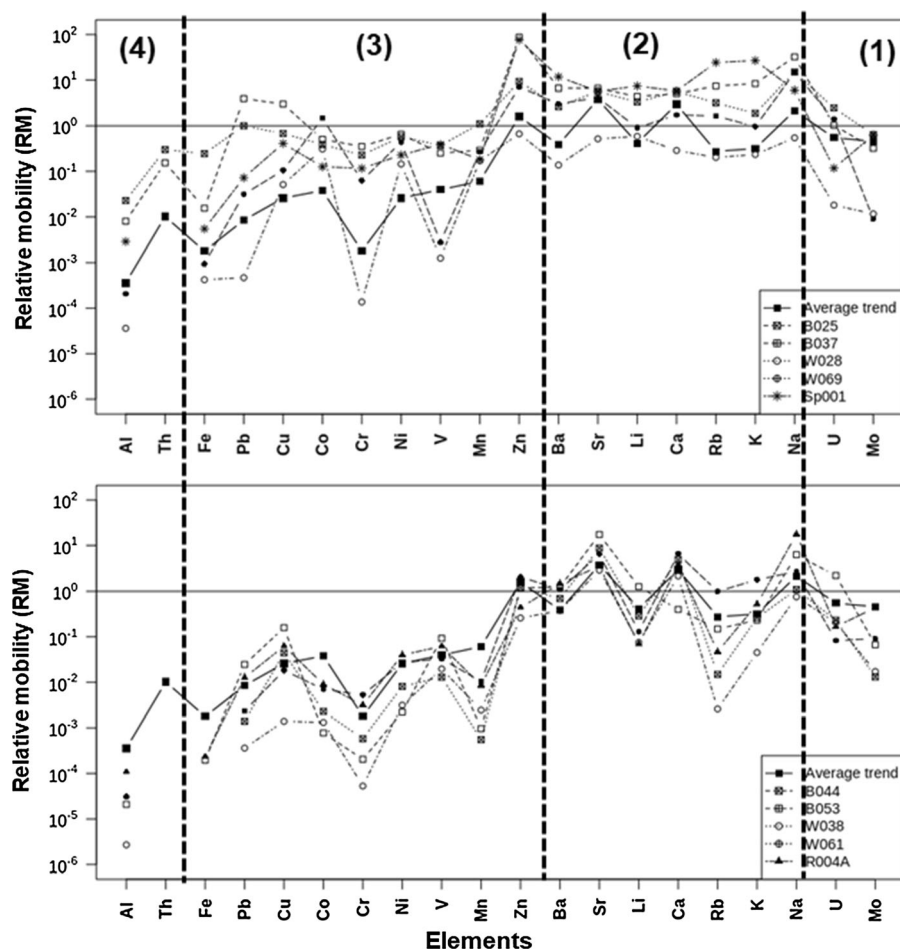 (4)
(3)
(2)
(1)
Relative mobility (RM)
10²
10¹
10⁰
10⁻¹
10⁻²
10⁻³
10⁻⁴
10⁻⁵
10⁻⁶
Average trend
B025
B037
W028
W069
Sp001
Al Th Fe Pb Cu Co Cr Ni V Mn Zn Ba Sr Li Ca Rb K Na U Mo
Relative mobility (RM)
10²
10¹
10⁰
10⁻¹
10⁻²
10⁻³
10⁻⁴
10⁻⁵
10⁻⁶
Average trend
B044
B053
W038
W061
R004A
Al Th Fe Pb Cu Co Cr Ni V Mn Zn Ba Sr Li Ca Rb K Na U Mo
Elements